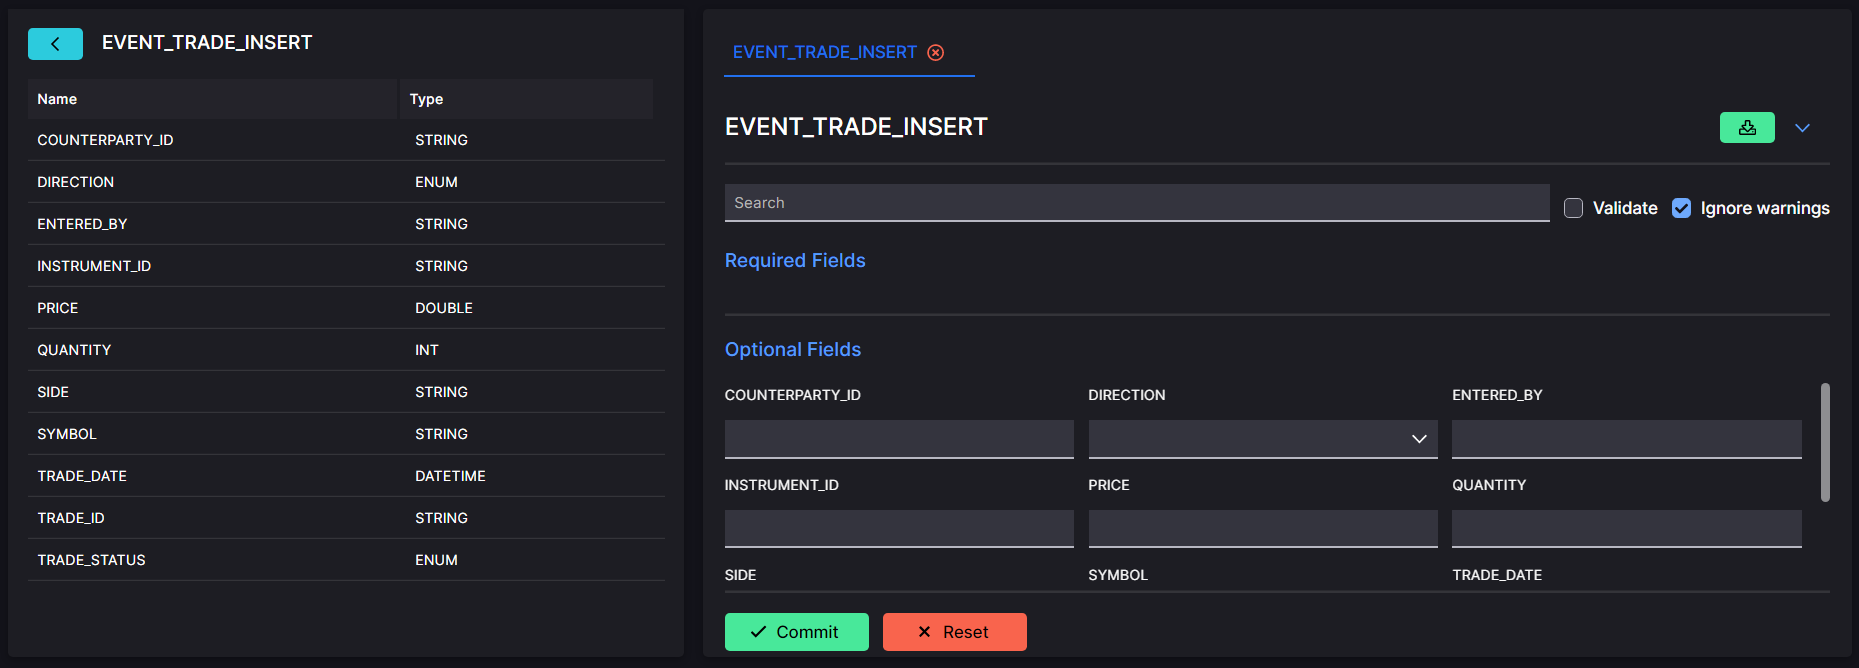 EVENT_TRADE_INSERT
Name Type
COUNTERPARTY_ID STRING
DIRECTION ENUM
ENTERED_BY STRING
INSTRUMENT_ID STRING
PRICE DOUBLE
QUANTITY INT
SIDE STRING
SYMBOL STRING
TRADE_DATE DATETIME
TRADE_ID STRING
TRADE_STATUS ENUM
EVENT_TRADE_INSERT
EVENT_TRADE_INSERT
Search Validate Ignore warnings
Required Fields
Optional Fields
COUNTERPARTY_ID DIRECTION ENTERED_BY
INSTRUMENT_ID PRICE QUANTITY
SIDE SYMBOL TRADE_DATE
Commit Reset